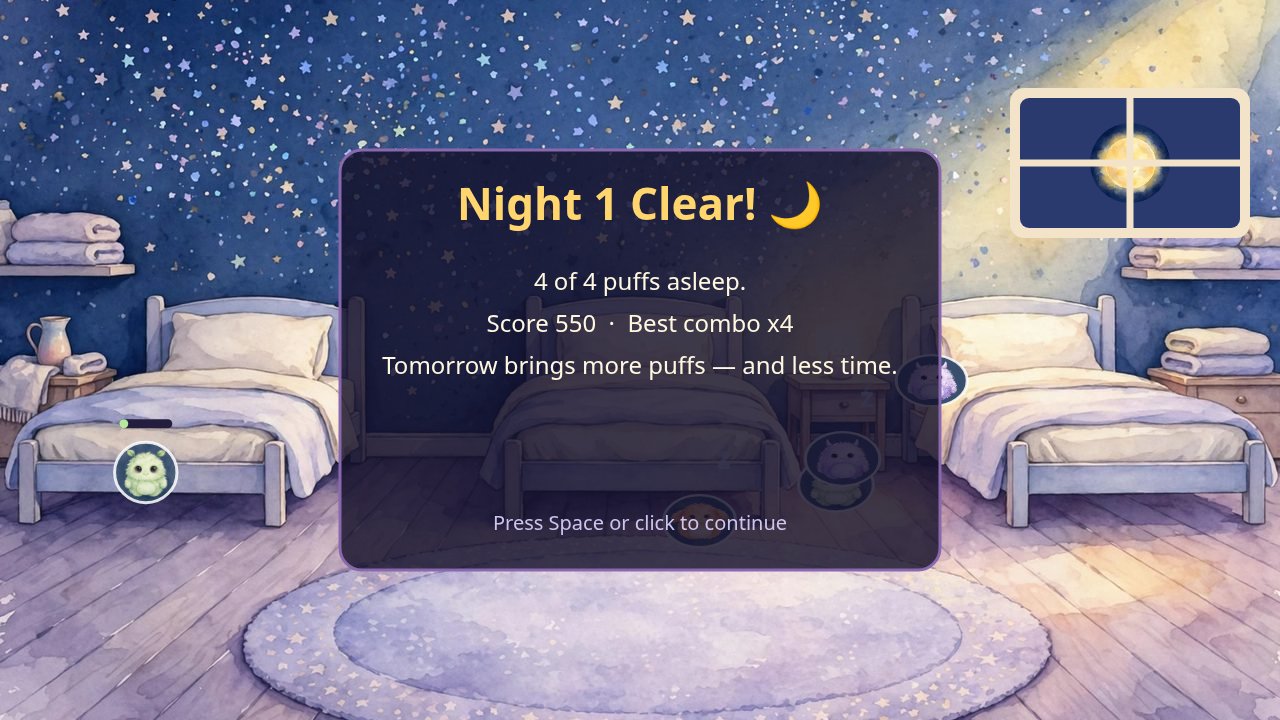 Night 1 Clear! 🌙
4 of 4 puffs asleep.
Score 550 · Best combo x4
Tomorrow brings more puffs — and less time.
Press Space or click to continue